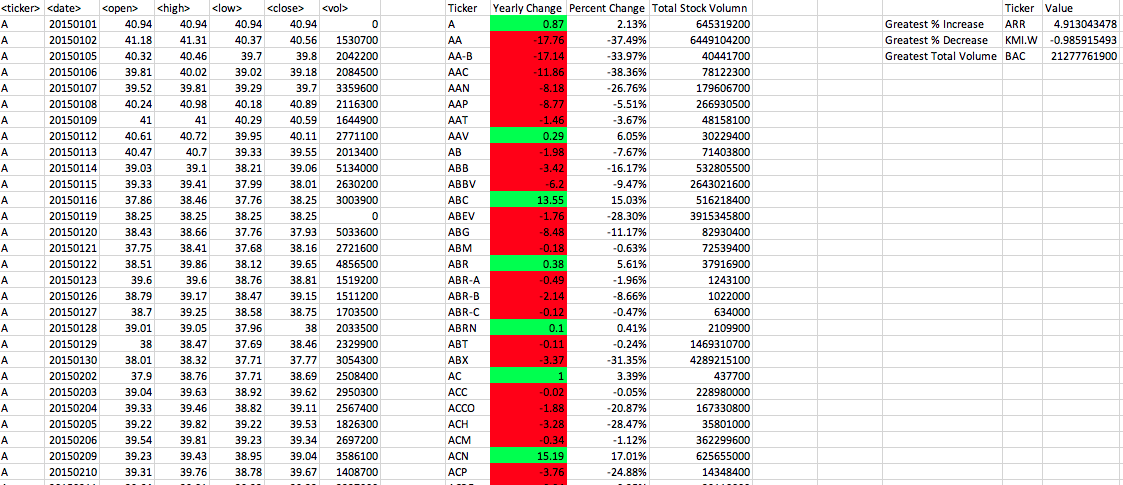 <ticker> <date> <open> <high> <low> <close> <vol> Ticker Yearly Change Percent Change Total Stock Volumn Ticker Value
A 20150101 40.94 40.94 40.94 40.94 0 A 0.87 2.13% 645319200 Greatest % Increase ARR 4.913043478
A 20150102 41.18 41.31 40.37 40.56 1530700 AA -17.76 -37.49% 6449104200 Greatest % Decrease KMI.W -0.985915493
A 20150105 40.32 40.46 39.7 39.8 2042200 AA-B -17.14 -33.97% 40441700 Greatest Total Volume BAC 21277761900
A 20150106 39.81 40.02 39.02 39.18 2084500 AAC -11.86 -38.36% 78122300
A 20150107 39.52 39.81 39.29 39.7 3359600 AAN -8.18 -26.76% 179606700
A 20150108 40.24 40.98 40.18 40.89 2116300 AAP -8.77 -5.51% 266930500
A 20150109 41 41 40.29 40.59 1644900 AAT -1.46 -3.67% 48158100
A 20150112 40.61 40.72 39.95 40.11 2771100 AAV 0.29 6.05% 30229400
A 20150113 40.47 40.7 39.33 39.55 2013400 AB -1.98 -7.67% 71403800
A 20150114 39.03 39.1 38.21 39.06 5134000 ABB -3.42 -16.17% 532805500
A 20150115 39.33 39.41 37.99 38.01 2630200 ABBV -6.2 -9.47% 2643021600
A 20150116 37.86 38.46 37.76 38.25 3003900 ABC 13.55 15.03% 516218400
A 20150119 38.25 38.25 38.25 38.25 0 ABEV -1.76 -28.30% 3915345800
A 20150120 38.43 38.66 37.76 37.93 5033600 ABG -8.48 -11.17% 82930400
A 20150121 37.75 38.41 37.68 38.16 2721600 ABM -0.18 -0.63% 72539400
A 20150122 38.51 39.86 38.12 39.65 4856500 ABR 0.38 5.61% 37916900
A 20150123 39.6 39.6 38.76 38.81 1519200 ABR-A -0.49 -1.96% 1243100
A 20150126 38.79 39.17 38.47 39.15 1511200 ABR-B -2.14 -8.66% 1022000
A 20150127 38.7 39.25 38.58 38.75 1703500 ABR-C -0.12 -0.47% 634000
A 20150128 39.01 39.05 37.96 38 2033500 ABRN 0.1 0.41% 2109900
A 20150129 38 38.47 37.69 38.46 2329900 ABT -0.11 -0.24% 1469310700
A 20150130 38.01 38.32 37.71 37.77 3054300 ABX -3.37 -31.35% 4289215100
A 20150202 37.9 38.76 37.71 38.69 2508400 AC 1 3.39% 437700
A 20150203 39.04 39.63 38.92 39.62 2950300 ACC -0.02 -0.05% 228980000
A 20150204 39.33 39.46 38.82 39.11 2567400 ACCO -1.88 -20.87% 167330800
A 20150205 39.22 39.82 39.22 39.53 1826300 ACH -3.28 -28.47% 35801000
A 20150206 39.54 39.81 39.23 39.34 2697200 ACM -0.34 -1.12% 362299600
A 20150209 39.23 39.43 38.95 39.04 3586100 ACN 15.19 17.01% 625655000
A 20150210 39.31 39.76 38.78 39.67 1408700 ACP -3.76 -24.88% 14348400